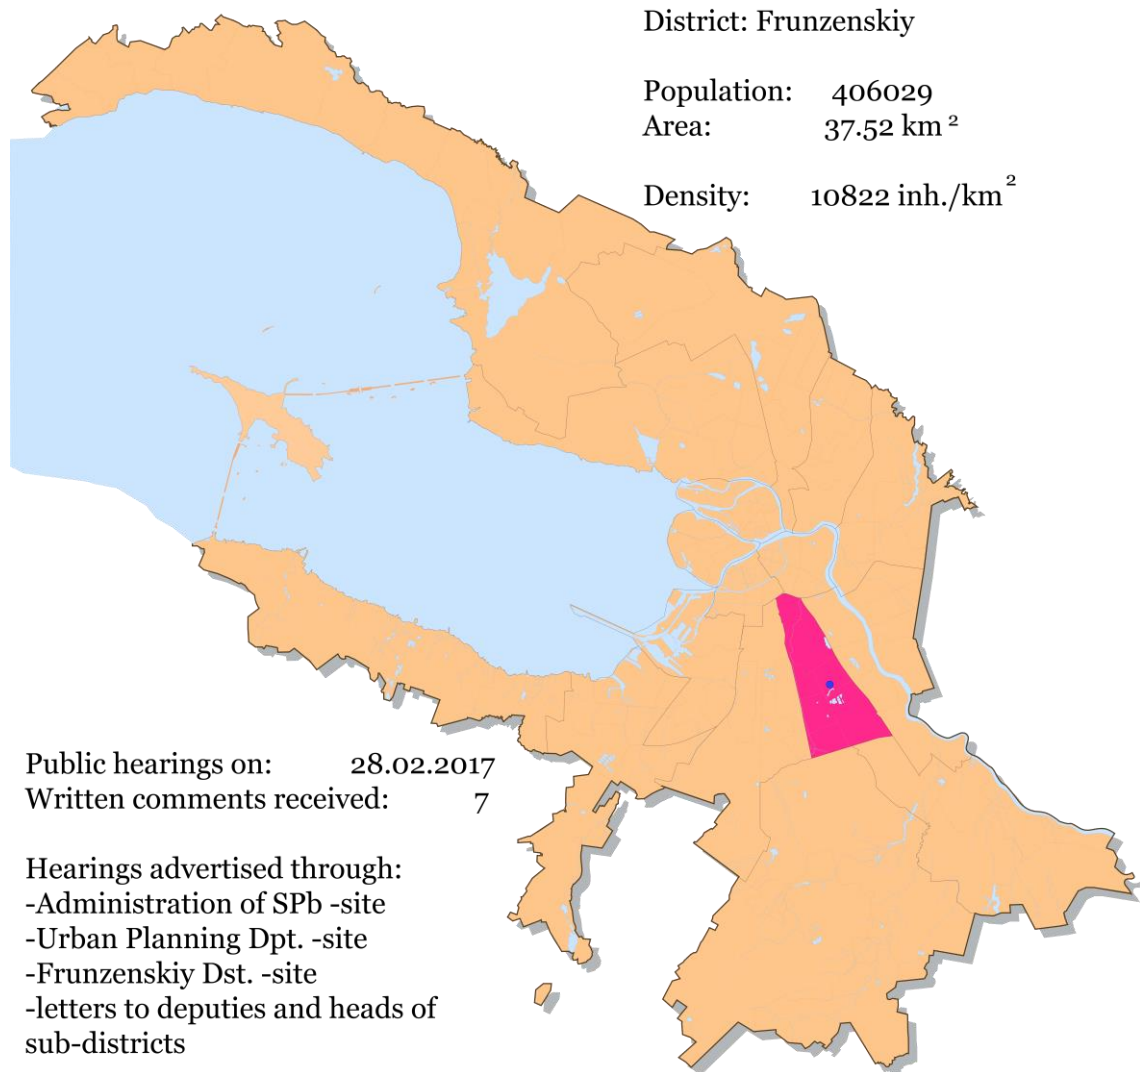 District: Frunzenskiy
Population: 406029
Area: 37.52 km²
Density: 10822 inh./km²
Public hearings on: 28.02.2017
Written comments received: 7
Hearings advertised through:
-Administration of SPb -site
-Urban Planning Dpt. -site
-Frunzenskiy Dst. -site
-letters to deputies and heads of
sub-districts